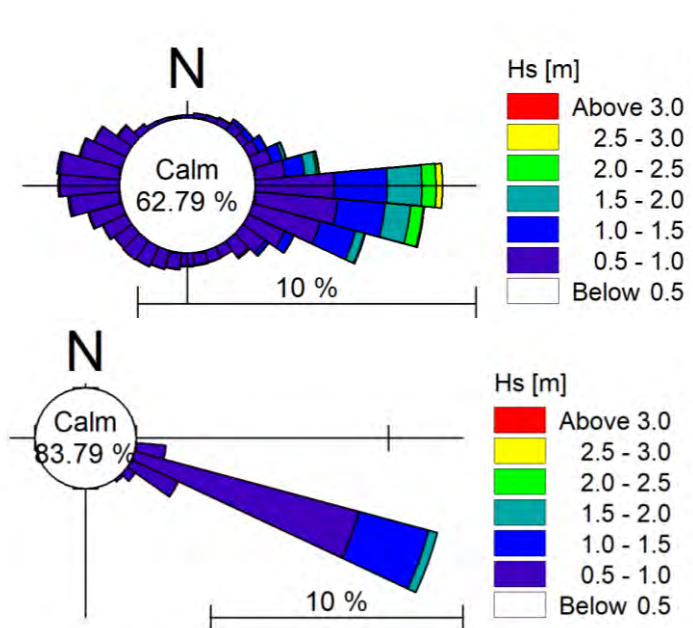 N
Calm
62.79 %
10 %
Hs [m]
Above 3.0
2.5 - 3.0
2.0 - 2.5
1.5 - 2.0
1.0 - 1.5
0.5 - 1.0
Below 0.5
N
Calm
83.79 %
10 %
Hs [m]
Above 3.0
2.5 - 3.0
2.0 - 2.5
1.5 - 2.0
1.0 - 1.5
0.5 - 1.0
Below 0.5